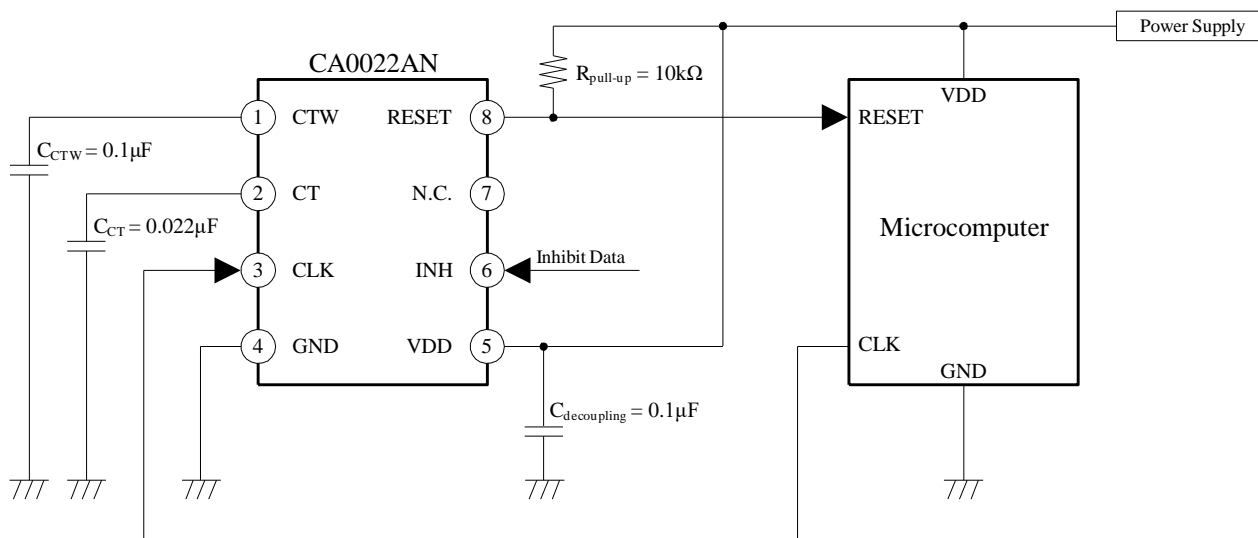 Power Supply
CA0022AN
R_pull-up = 10kΩ
VDD
1 CTW RESET 8
RESET
C_CTW = 0.1μF
2 CT N.C. 7
C_CT = 0.022μF
Microcomputer
3 CLK INH 6
Inhibit Data
4 GND VDD 5
CLK
GND
C_decoupling = 0.1μF